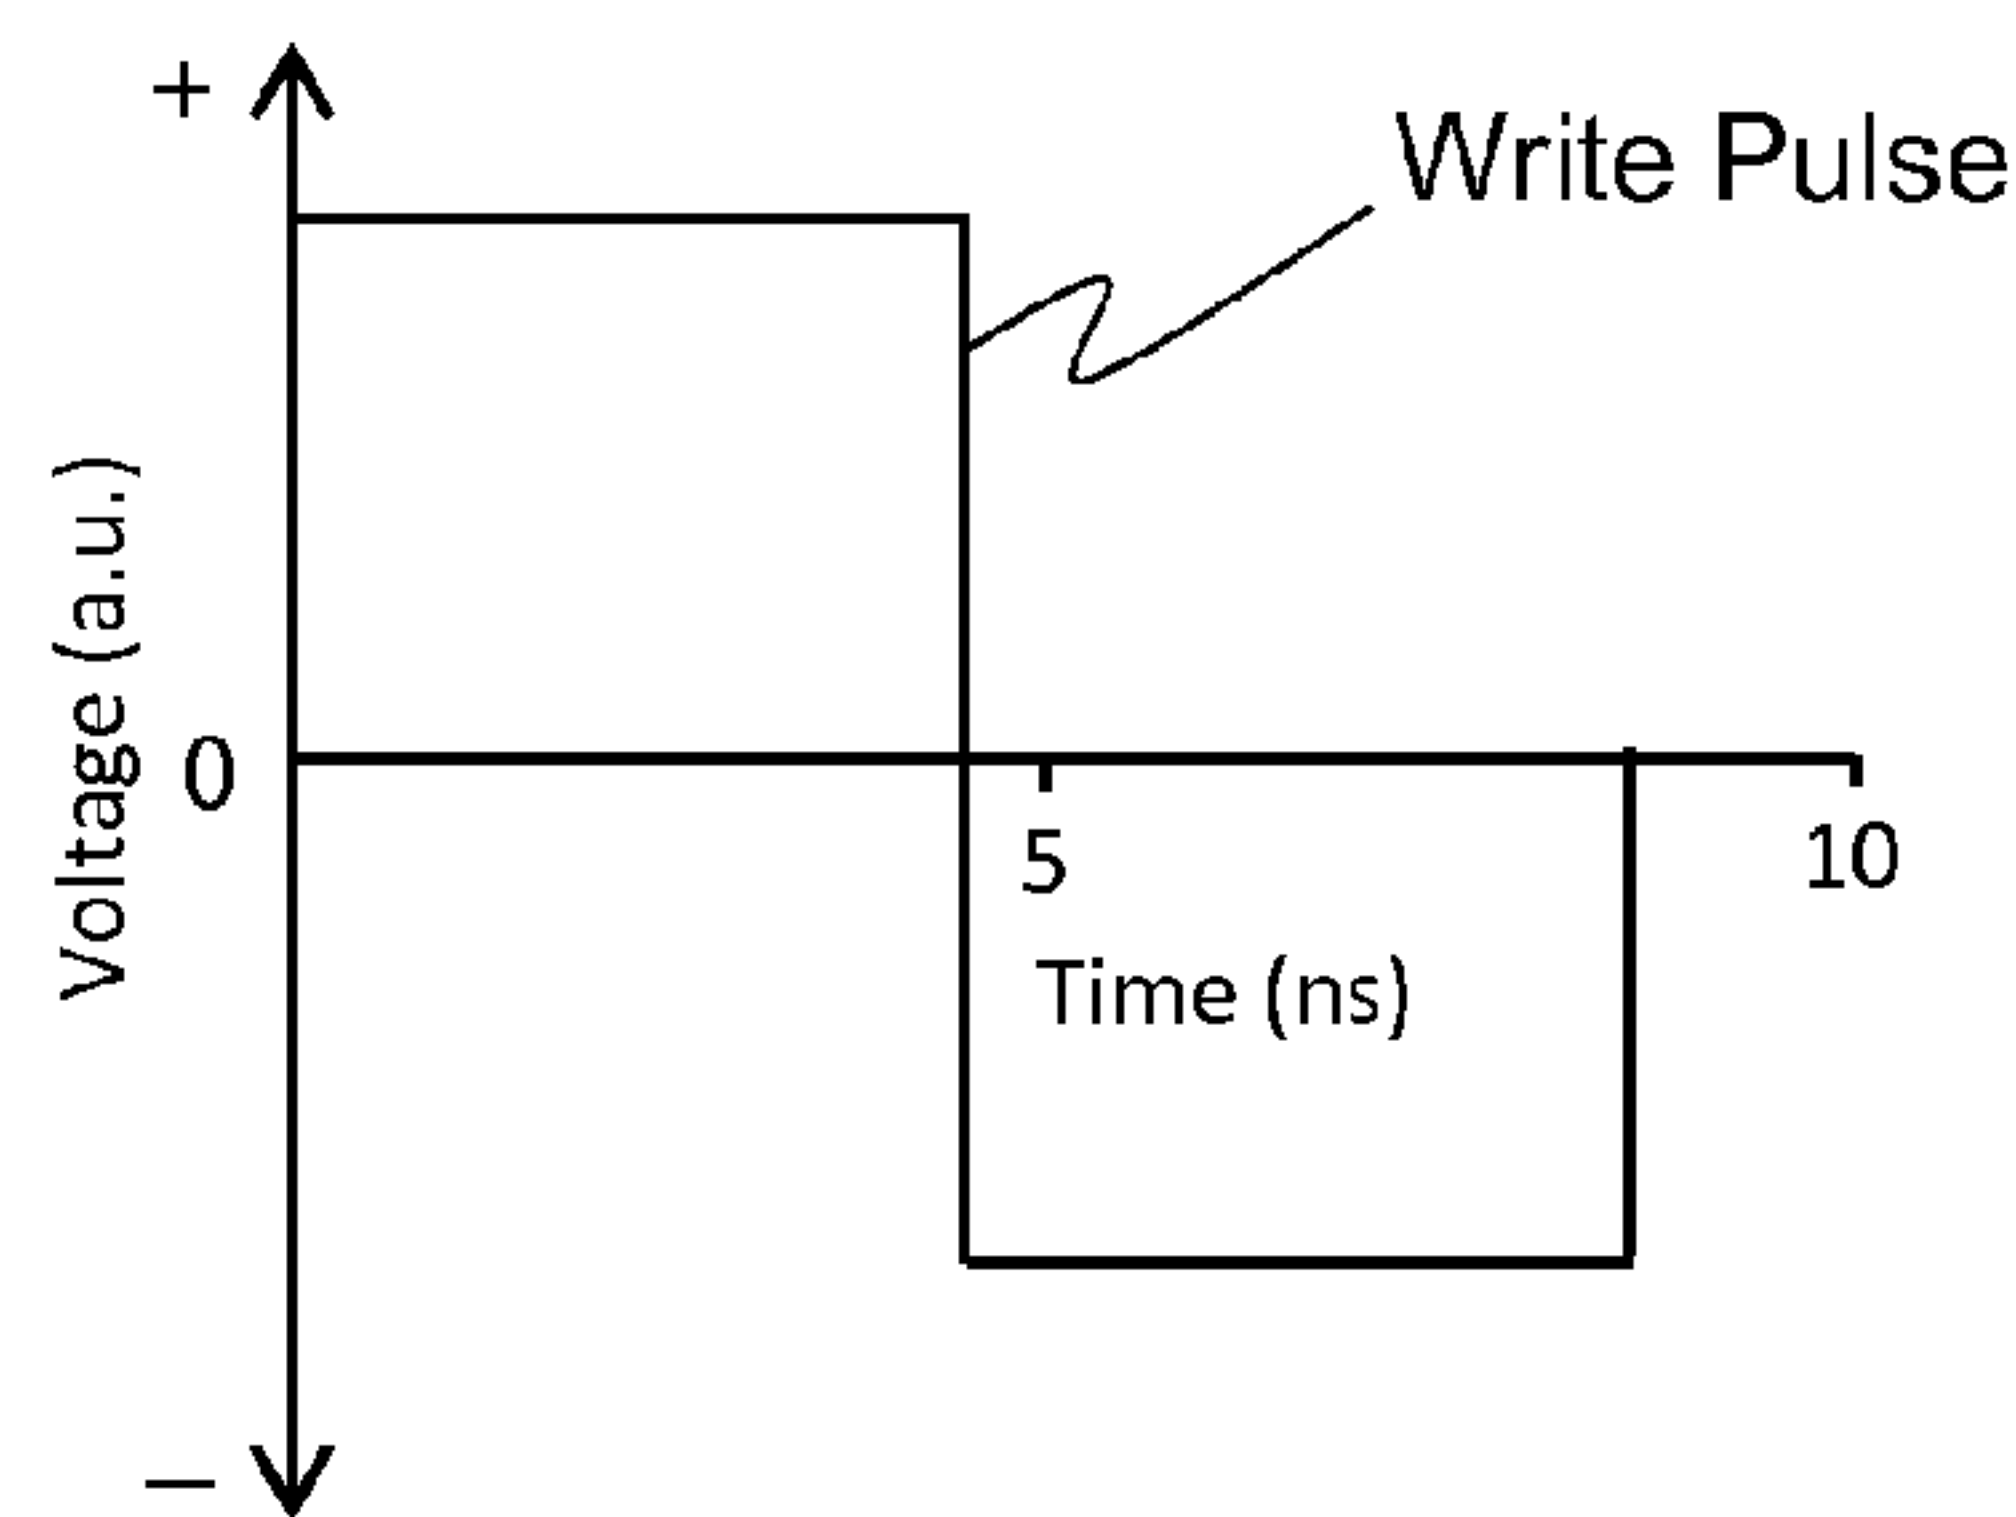 +
Write Pulse
Voltage (a.u.)
0
5
10
Time (ns)
−